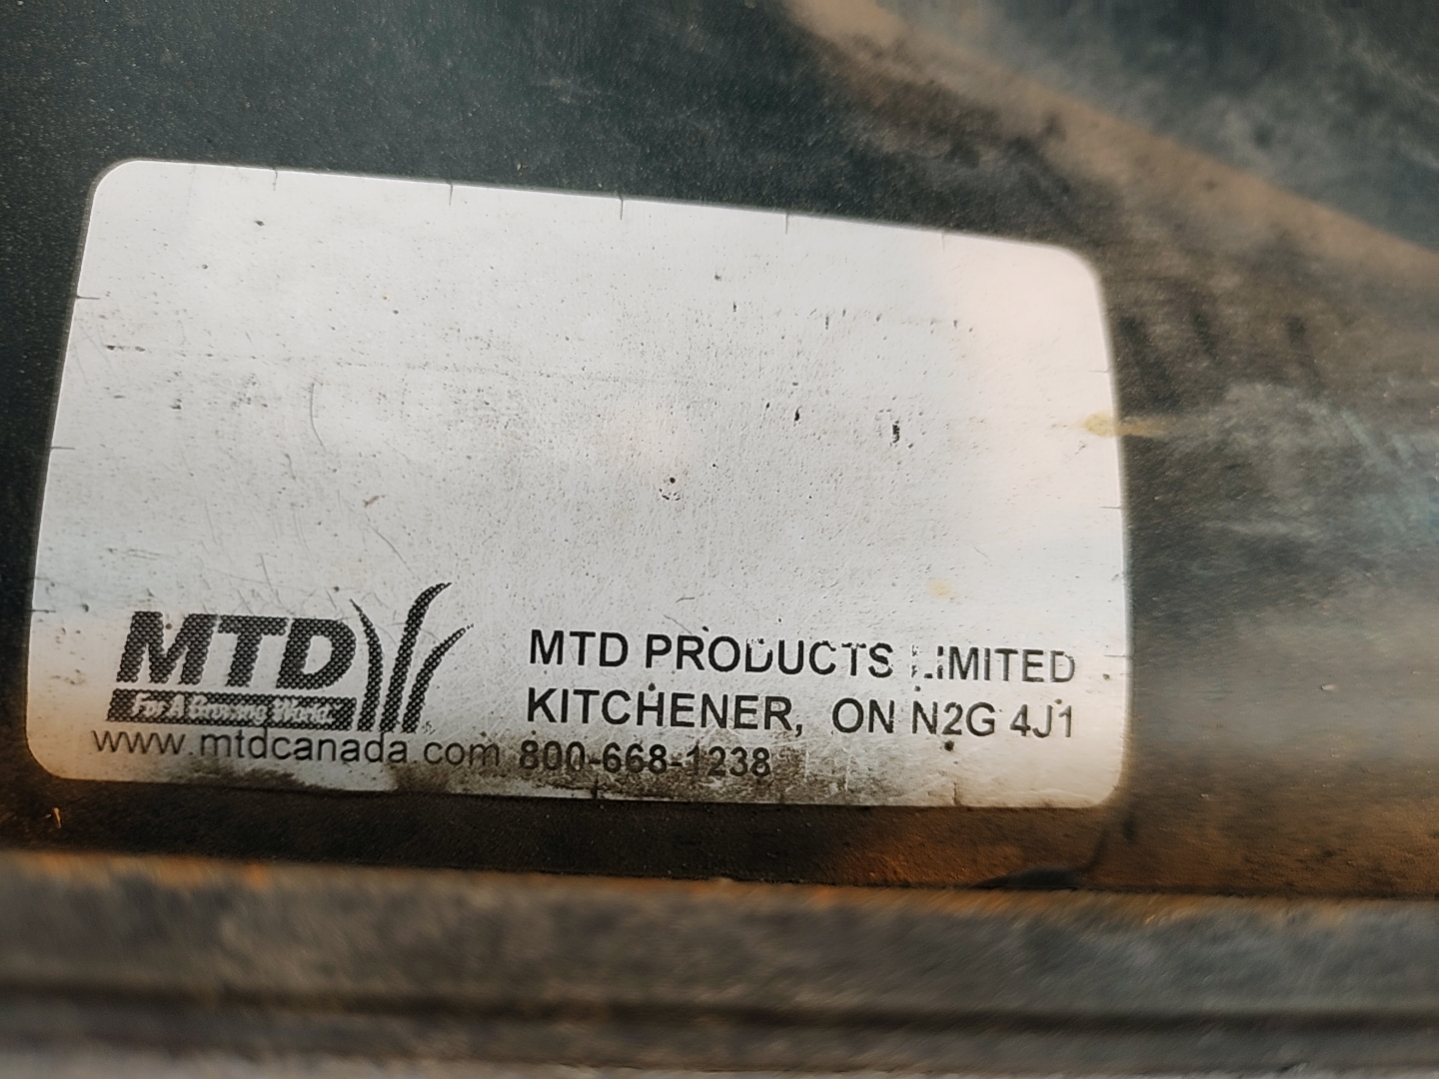 MTD
For A Growing World.
MTD PRODUCTS LIMITED
KITCHENER, ON N2G 4J1
www.mtdcanada.com 800-668-1238